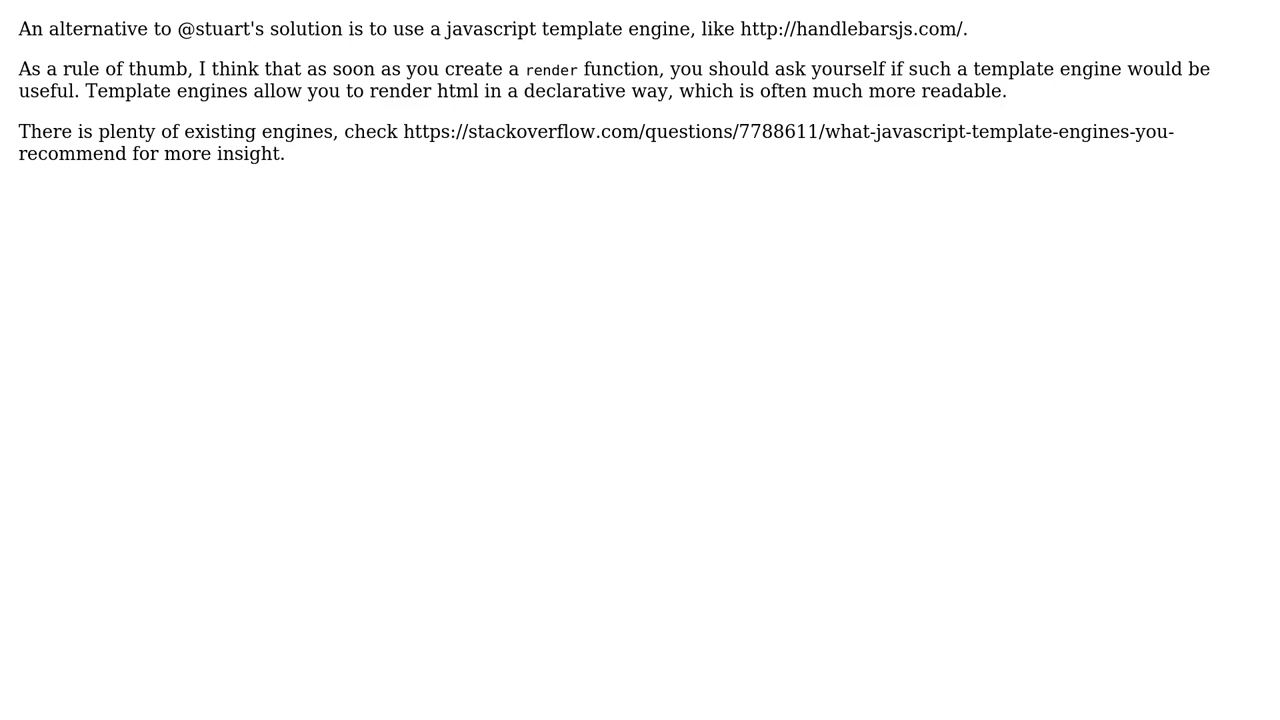 An alternative to @stuart's solution is to use a javascript template engine, like http://handlebarsjs.com/.
As a rule of thumb, I think that as soon as you create a render function, you should ask yourself if such a template engine would be
useful. Template engines allow you to render html in a declarative way, which is often much more readable.
There is plenty of existing engines, check https://stackoverflow.com/questions/7788611/what-javascript-template-engines-you-
recommend for more insight.